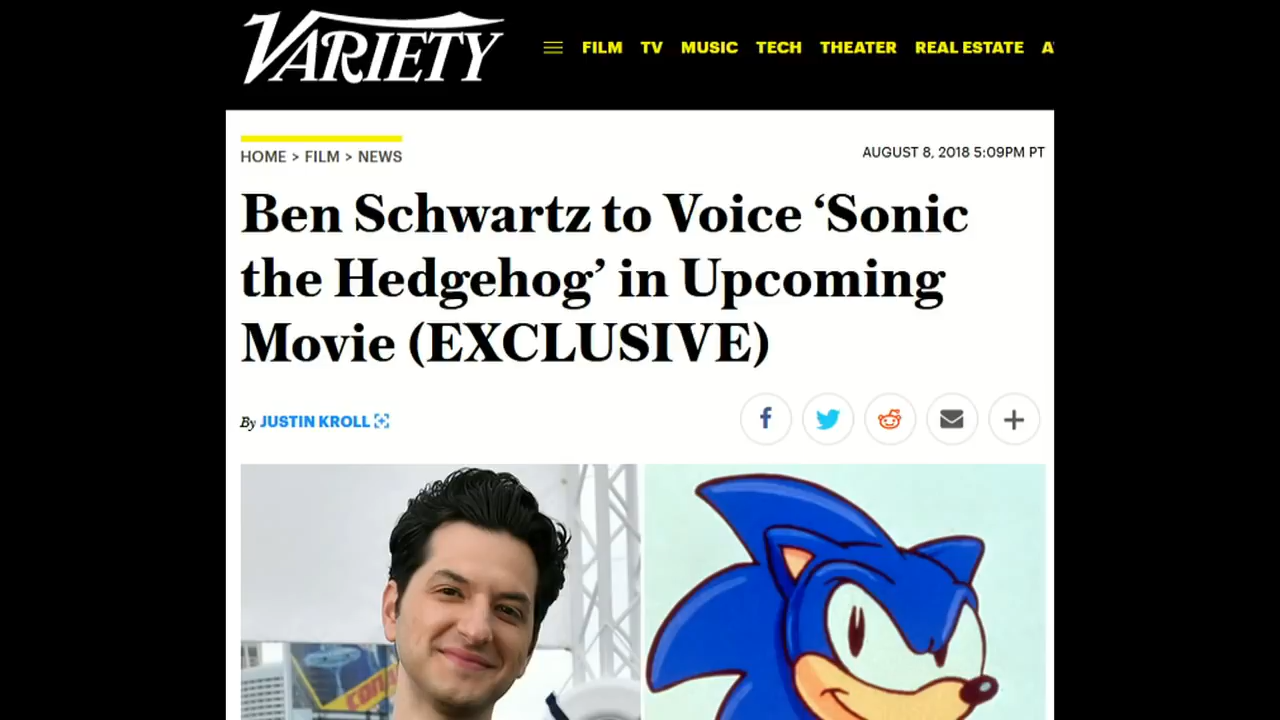 VARIETY
FILM TV MUSIC TECH THEATER REAL ESTATE
HOME > FILM > NEWS
AUGUST 8, 2018 5:09PM PT
Ben Schwartz to Voice ‘Sonic
the Hedgehog’ in Upcoming
Movie (EXCLUSIVE)
By JUSTIN KROLL
CONA